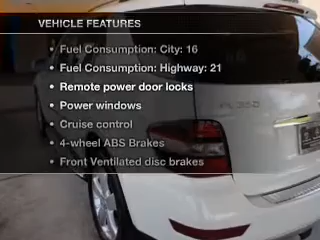 VEHICLE FEATURES
• Fuel Consumption: City: 16
• Fuel Consumption: Highway: 21
• Remote power door locks
• Power windows
• Cruise control
• 4-wheel ABS Brakes
• Front Ventilated disc brakes